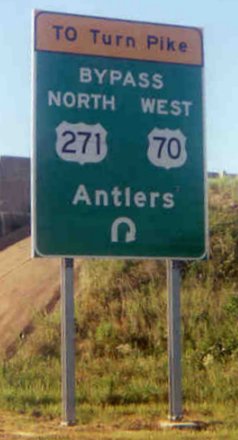 TO Turn Pike
BYPASS
NORTH WEST
271 70
Antlers